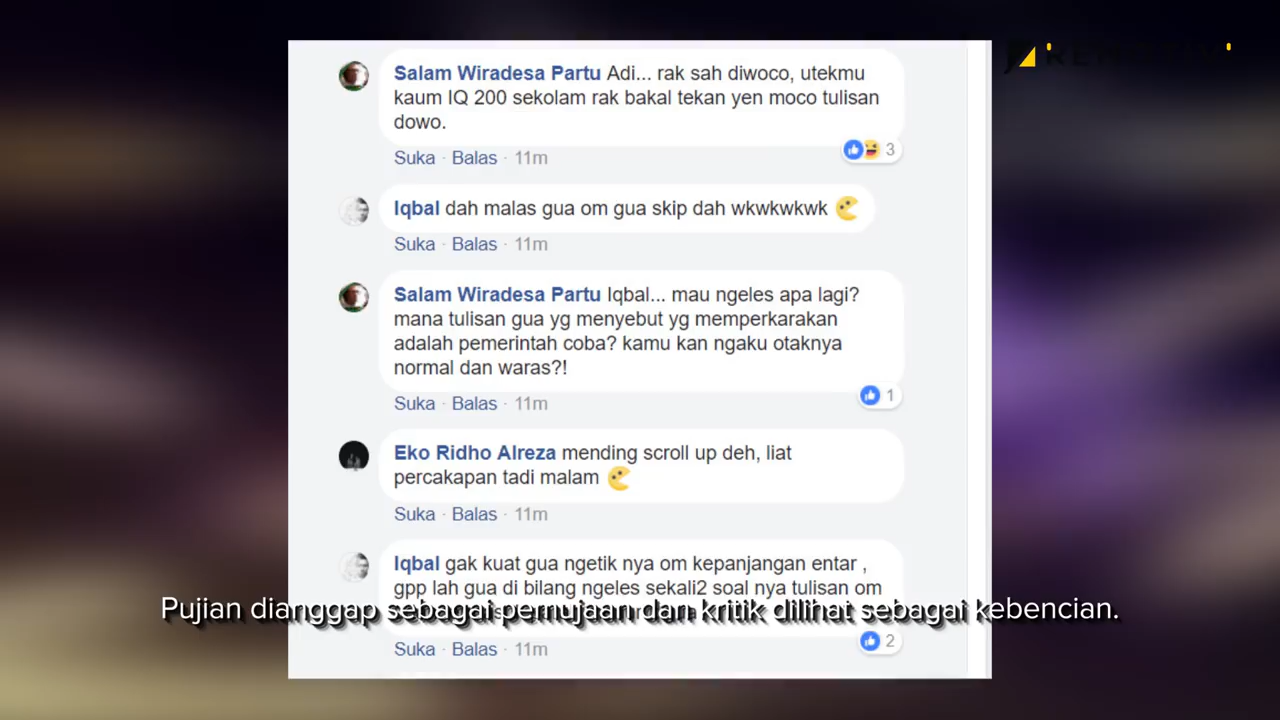 Salam Wiradesa Partu Adi... rak sah diwoco, utekmu
kaum IQ 200 sekolam rak bakal tekan yen moco tulisan
dowo.
3
Suka · Balas · 11m
Iqbal dah malas gua om gua skip dah wkwkwkwk
Suka · Balas · 11m
Salam Wiradesa Partu Iqbal... mau ngeles apa lagi?
mana tulisan gua yg menyebut yg memperkarakan
adalah pemerintah coba? kamu kan ngaku otaknya
normal dan waras?!
1
Suka · Balas · 11m
Eko Ridho Alreza mending scroll up deh, liat
percakapan tadi malam
Suka · Balas · 11m
Iqbal gak kuat gua ngetik nya om kepanjangan entar ,
gpp lah gua di bilang ngeles sekali2 soal nya tulisan om
Pujian dianggap sebagai pemujaan dan kritik dilihat sebagai kebencian.
2
Suka · Balas · 11m